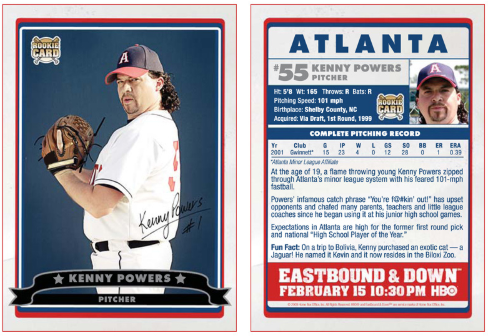 ROOKIE
CARD
A
Kenny Powers
#1
KENNY POWERS
PITCHER
ATLANTA
#55 KENNY POWERS
PITCHER
Ht: 5'8 Wt: 165 Throws: R Bats: R
Pitching Speed: 101 mph
Birthplace: Shelby County, NC
Acquired: Via Draft, 1st Round, 1999
ROOKIE
CARD
A
COMPLETE PITCHING RECORD
Yr Club G IP W L GS SO BB ER ERA
2001 Gwinnett* 15 23 4 0 12 28 0 1 0.39
*Atlanta Minor League Affiliate
At the age of 19, a flame throwing young Kenny Powers zipped
through Atlanta's minor league system with his feared 101-mph
fastball.
Powers' infamous catch phrase "You're f@#kin' out!" has upset
opponents and chafed many parents, teachers and little league
coaches since he began using it at his junior high school games.
Expectations in Atlanta are high for the former first round pick
and national "High School Player of the Year."
Fun Fact: On a trip to Bolivia, Kenny purchased an exotic cat — a
Jaguar! He named it Kevin and it now resides in the Biloxi Zoo.
EASTBOUND & DOWN
FEBRUARY 15 10:30 PM HBO